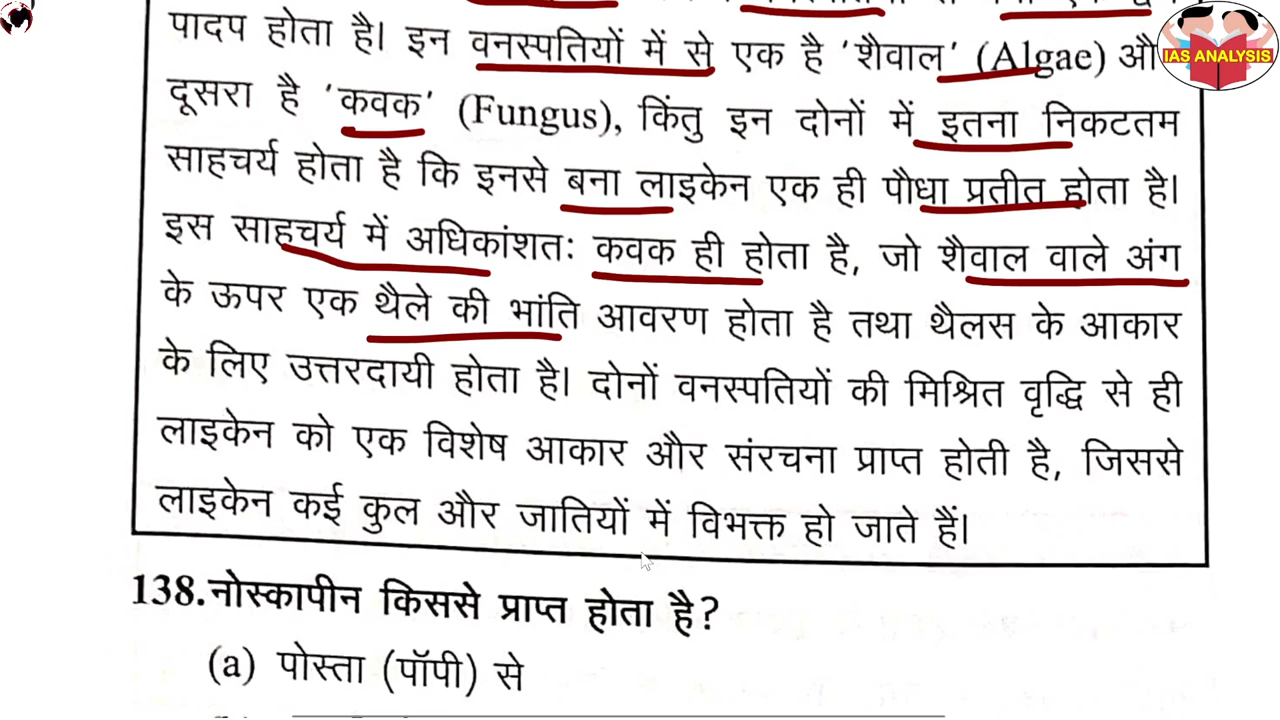 पादप होता है। इन वनस्पतियों में से एक है 'शैवाल' (Algae) औ
दूसरा है 'कवक' (Fungus), किंतु इन दोनों में इतना निकटतम
साहचर्य होता है कि इनसे बना लाइकेन एक ही पौधा प्रतीत होता है।
इस साहचर्य में अधिकांशतः कवक ही होता है, जो शैवाल वाले अंग
के ऊपर एक थैले की भांति आवरण होता है तथा थैलस के आकार
के लिए उत्तरदायी होता है। दोनों वनस्पतियों की मिश्रित वृद्धि से ही
लाइकेन को एक विशेष आकार और संरचना प्राप्त होती है, जिससे
लाइकेन कई कुल और जातियों में विभक्त हो जाते हैं।
138. नोस्कापीन किससे प्राप्त होता है?
(a) पोस्ता (पॉपी) से
IAS ANALYSIS